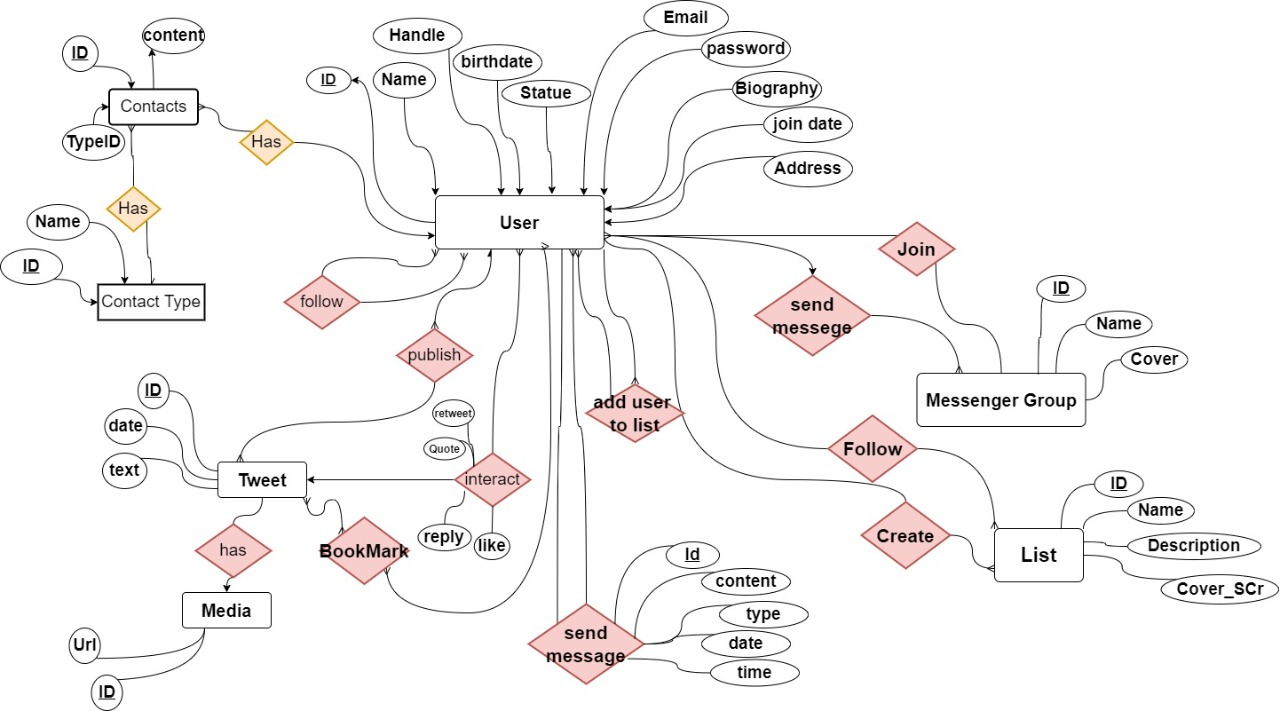 Email
content
Handle
ID
birthdate
password
ID
Name
Statue
Biography
Contacts
join date
TypeID
Has
Address
Has
Name
User
Join
ID
Contact Type
follow
send
messege
ID
Name
publish
Cover
ID
retweet
add user
to list
Messenger Group
date
Quote
Follow
text
Tweet
interact
ID
Name
has
BookMark
reply
like
Create
List
Description
Id
content
Cover_SCr
Media
type
Url
send
message
date
time
ID